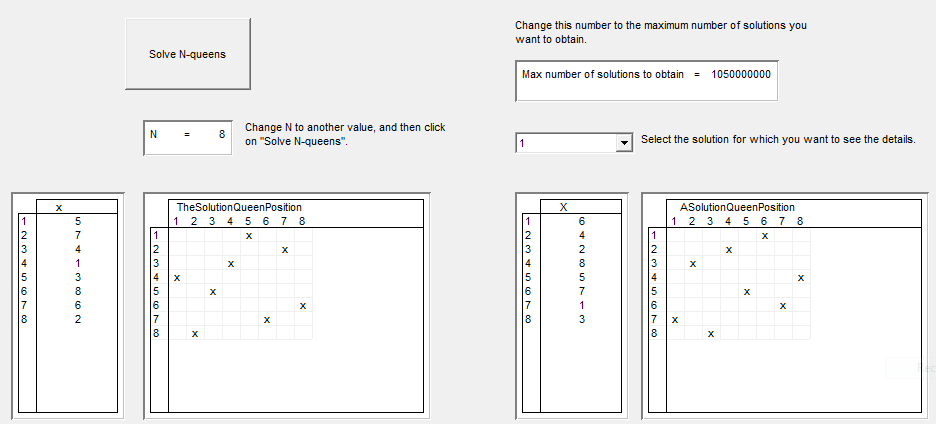 Solve N-queens
Change this number to the maximum number of solutions you
want to obtain.
Max number of solutions to obtain = 1050000000
N = 8
Change N to another value, and then click
on "Solve N-queens".
1
Select the solution for which you want to see the details.
x
1 5
2 7
3 4
4 1
5 3
6 8
7 6
8 2
TheSolutionQueenPosition
1 2 3 4 5 6 7 8
1 x
2 x
3 x
4 x
5 x
6 x
7 x
8 x
X
1 6
2 4
3 2
4 8
5 5
6 7
7 1
8 3
ASolutionQueenPosition
1 2 3 4 5 6 7 8
1 x
2 x
3 x
4 x
5 x
6 x
7 x
8 x